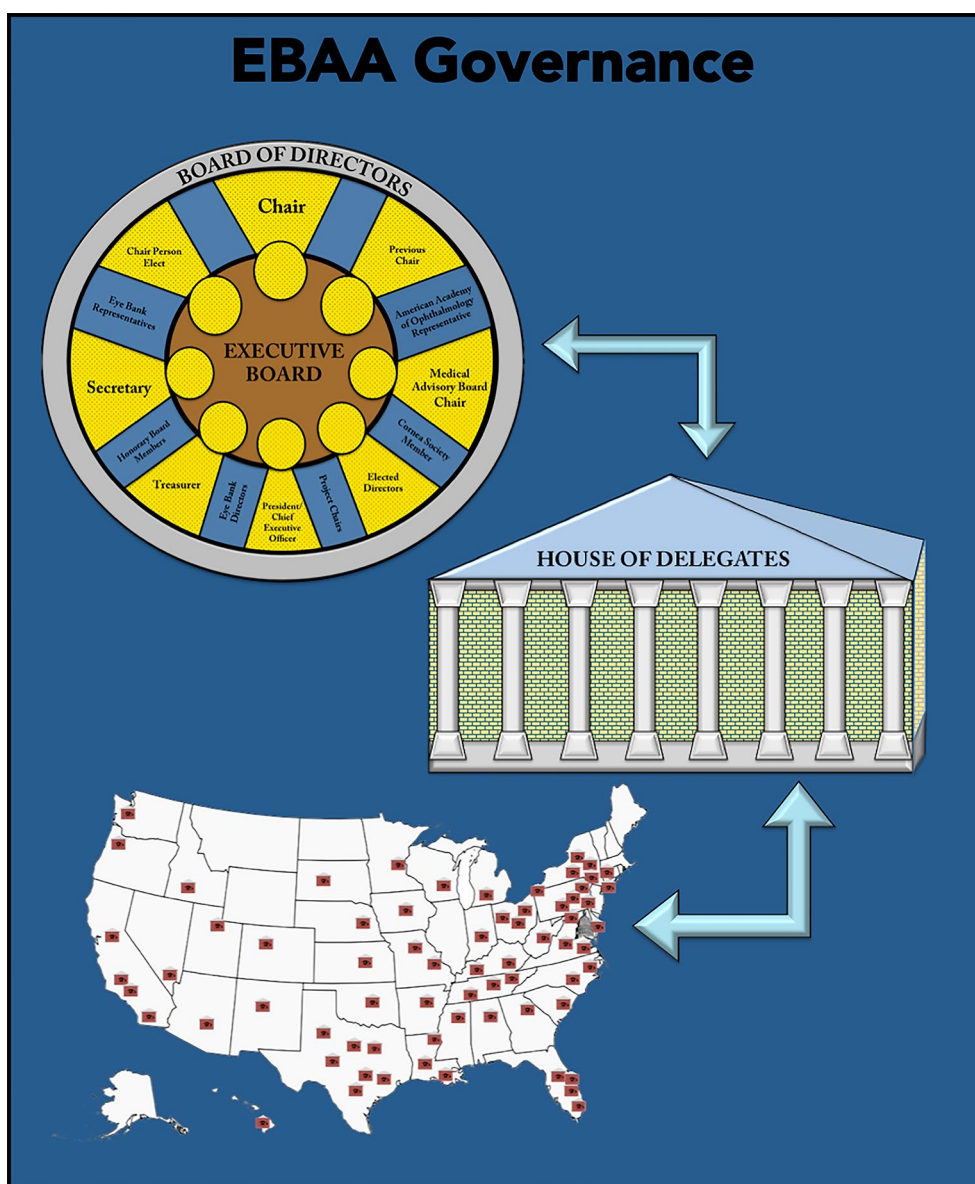 EBAA Governance
BOARD OF DIRECTORS
Chair
Previous
Chair
American Academy
of Ophthalmology
Representative
Medical
Advisory Board
Chair
Cornea Society
Member
Elected
Directors
Project Chairs
President/
Chief
Executive
Officer
Eye Bank
Directors
Treasurer
Honorary Board
Members
Secretary
Eye Bank
Representatives
Chair Person
Elect
EXECUTIVE
BOARD
HOUSE OF DELEGATES